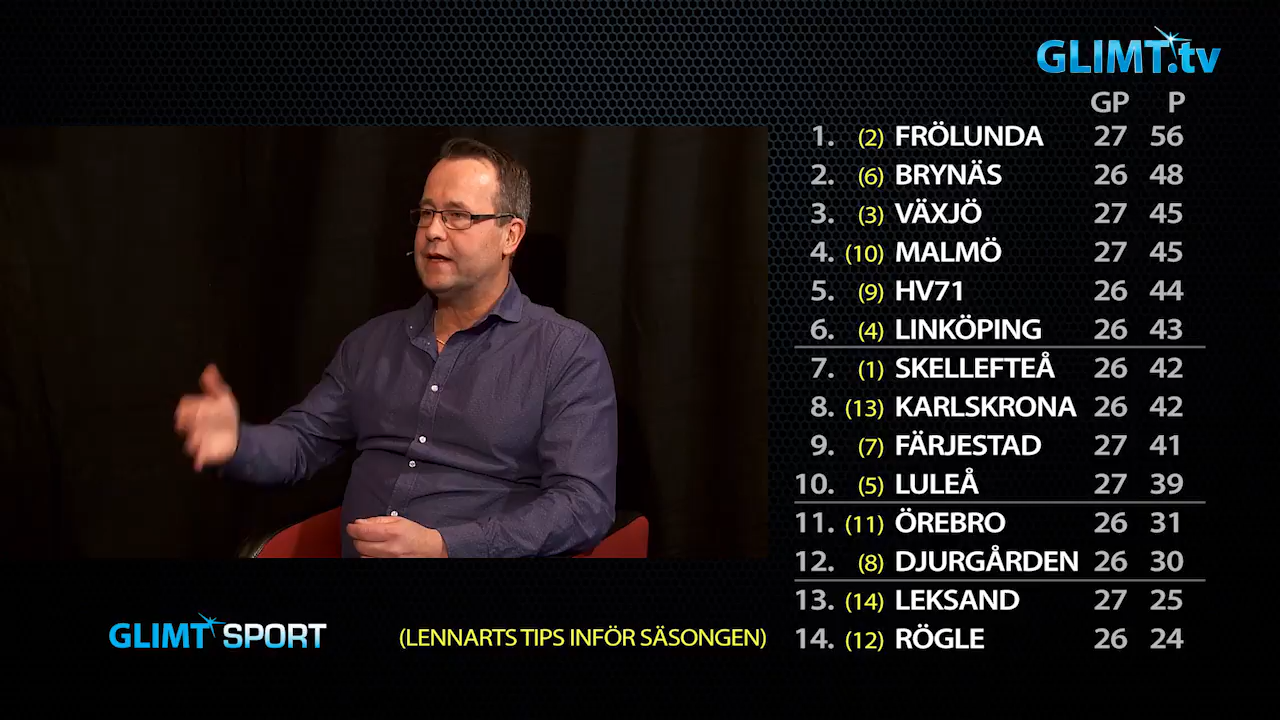 GLIMT.tv
GP P
1. (2) FRÖLUNDA 27 56
2. (6) BRYNÄS 26 48
3. (3) VÄXJÖ 27 45
4. (10) MALMÖ 27 45
5. (9) HV71 26 44
6. (4) LINKÖPING 26 43
7. (1) SKELLEFTEÅ 26 42
8. (13) KARLSKRONA 26 42
9. (7) FÄRJESTAD 27 41
10. (5) LULEÅ 27 39
11. (11) ÖREBRO 26 31
12. (8) DJURGÅRDEN 26 30
13. (14) LEKSAND 27 25
14. (12) RÖGLE 26 24
GLIMT SPORT
(LENNARTS TIPS INFÖR SÄSONGEN)